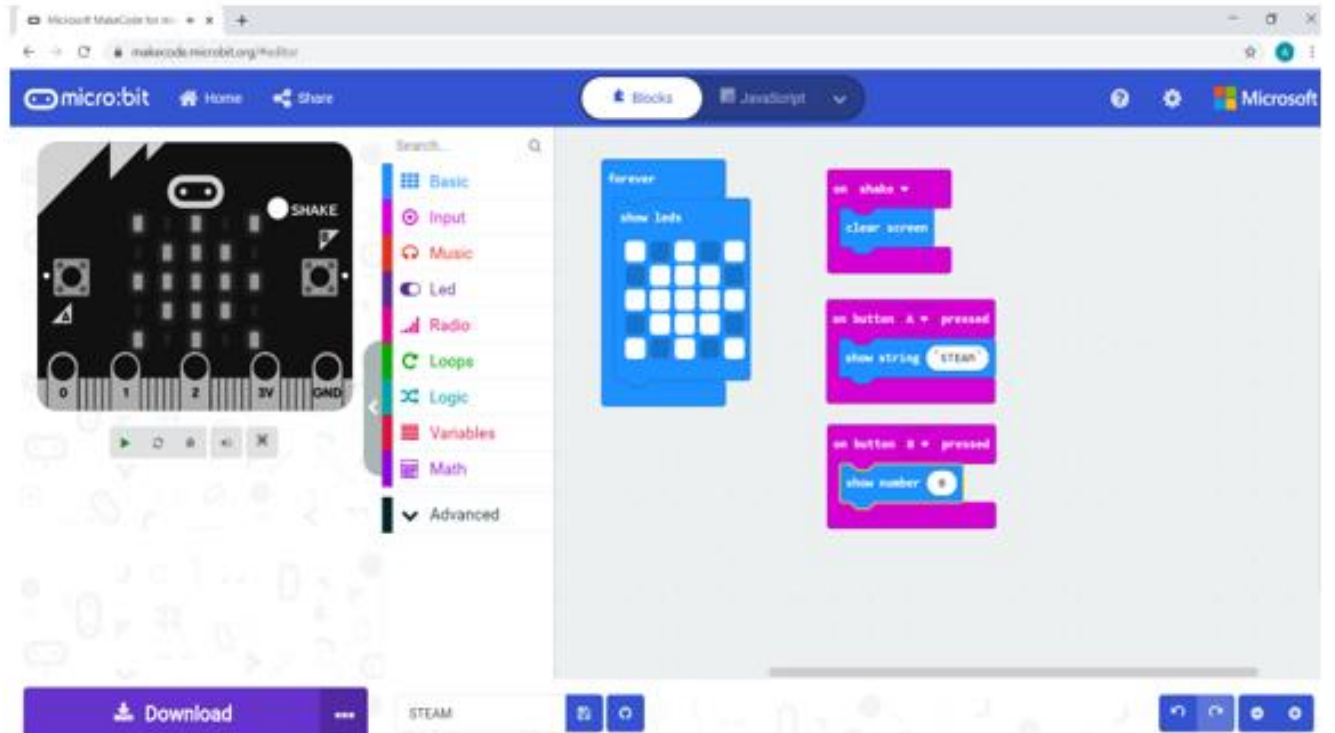 Microsoft MakeCode for mi
makecode.microbit.org/#editor
micro:bit
Home
Share
Blocks
JavaScript
Microsoft
SHAKE
B
A
0 1 2 3V GND
Search...
Basic
Input
Music
Led
Radio
Loops
Logic
Variables
Math
Advanced
forever
show leds
on shake
clear screen
on button A pressed
show string "STEAM"
on button B pressed
show number
Download
STEAM